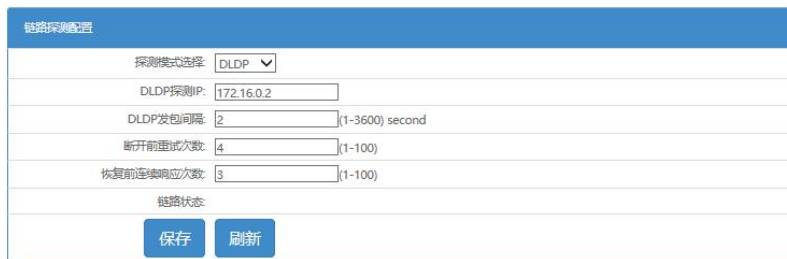 链路探测配置
探测模式选择: DLDP
DLDP探测IP: 172.16.0.2
DLDP发包间隔: 2 (1-3600) second
断开前重试次数: 4 (1-100)
恢复前连续响应次数: 3 (1-100)
链路状态:
保存 刷新